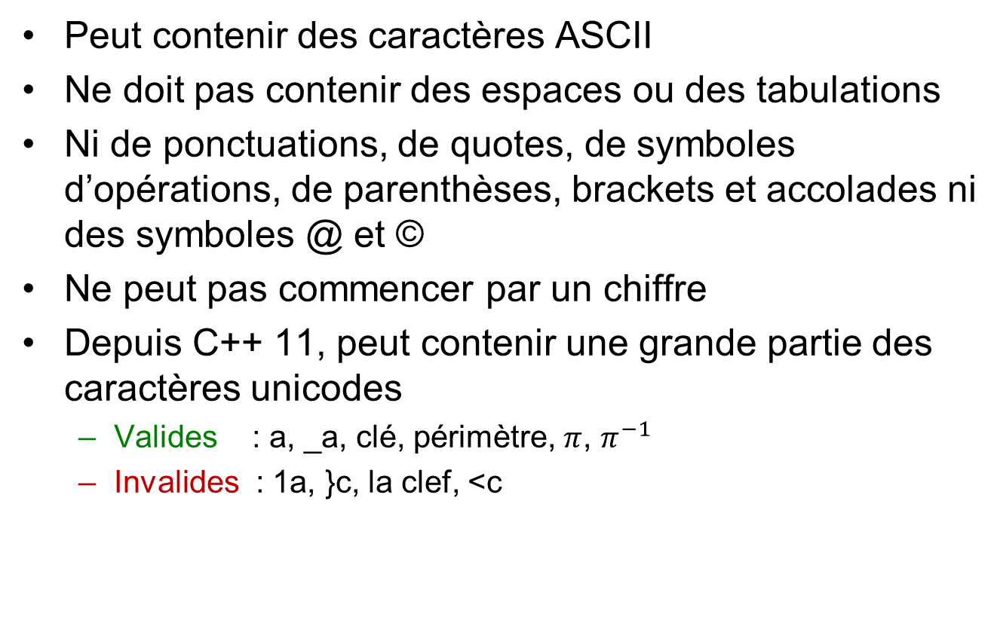 • Peut contenir des caractères ASCII
• Ne doit pas contenir des espaces ou des tabulations
• Ni de ponctuations, de quotes, de symboles
d’opérations, de parenthèses, brackets et accolades ni
des symboles @ et ©
• Ne peut pas commencer par un chiffre
• Depuis C++ 11, peut contenir une grande partie des
caractères unicodes
– Valides : a, _a, clé, périmètre, 𝜋, 𝜋⁻¹
– Invalides : 1a, }c, la clef, <c